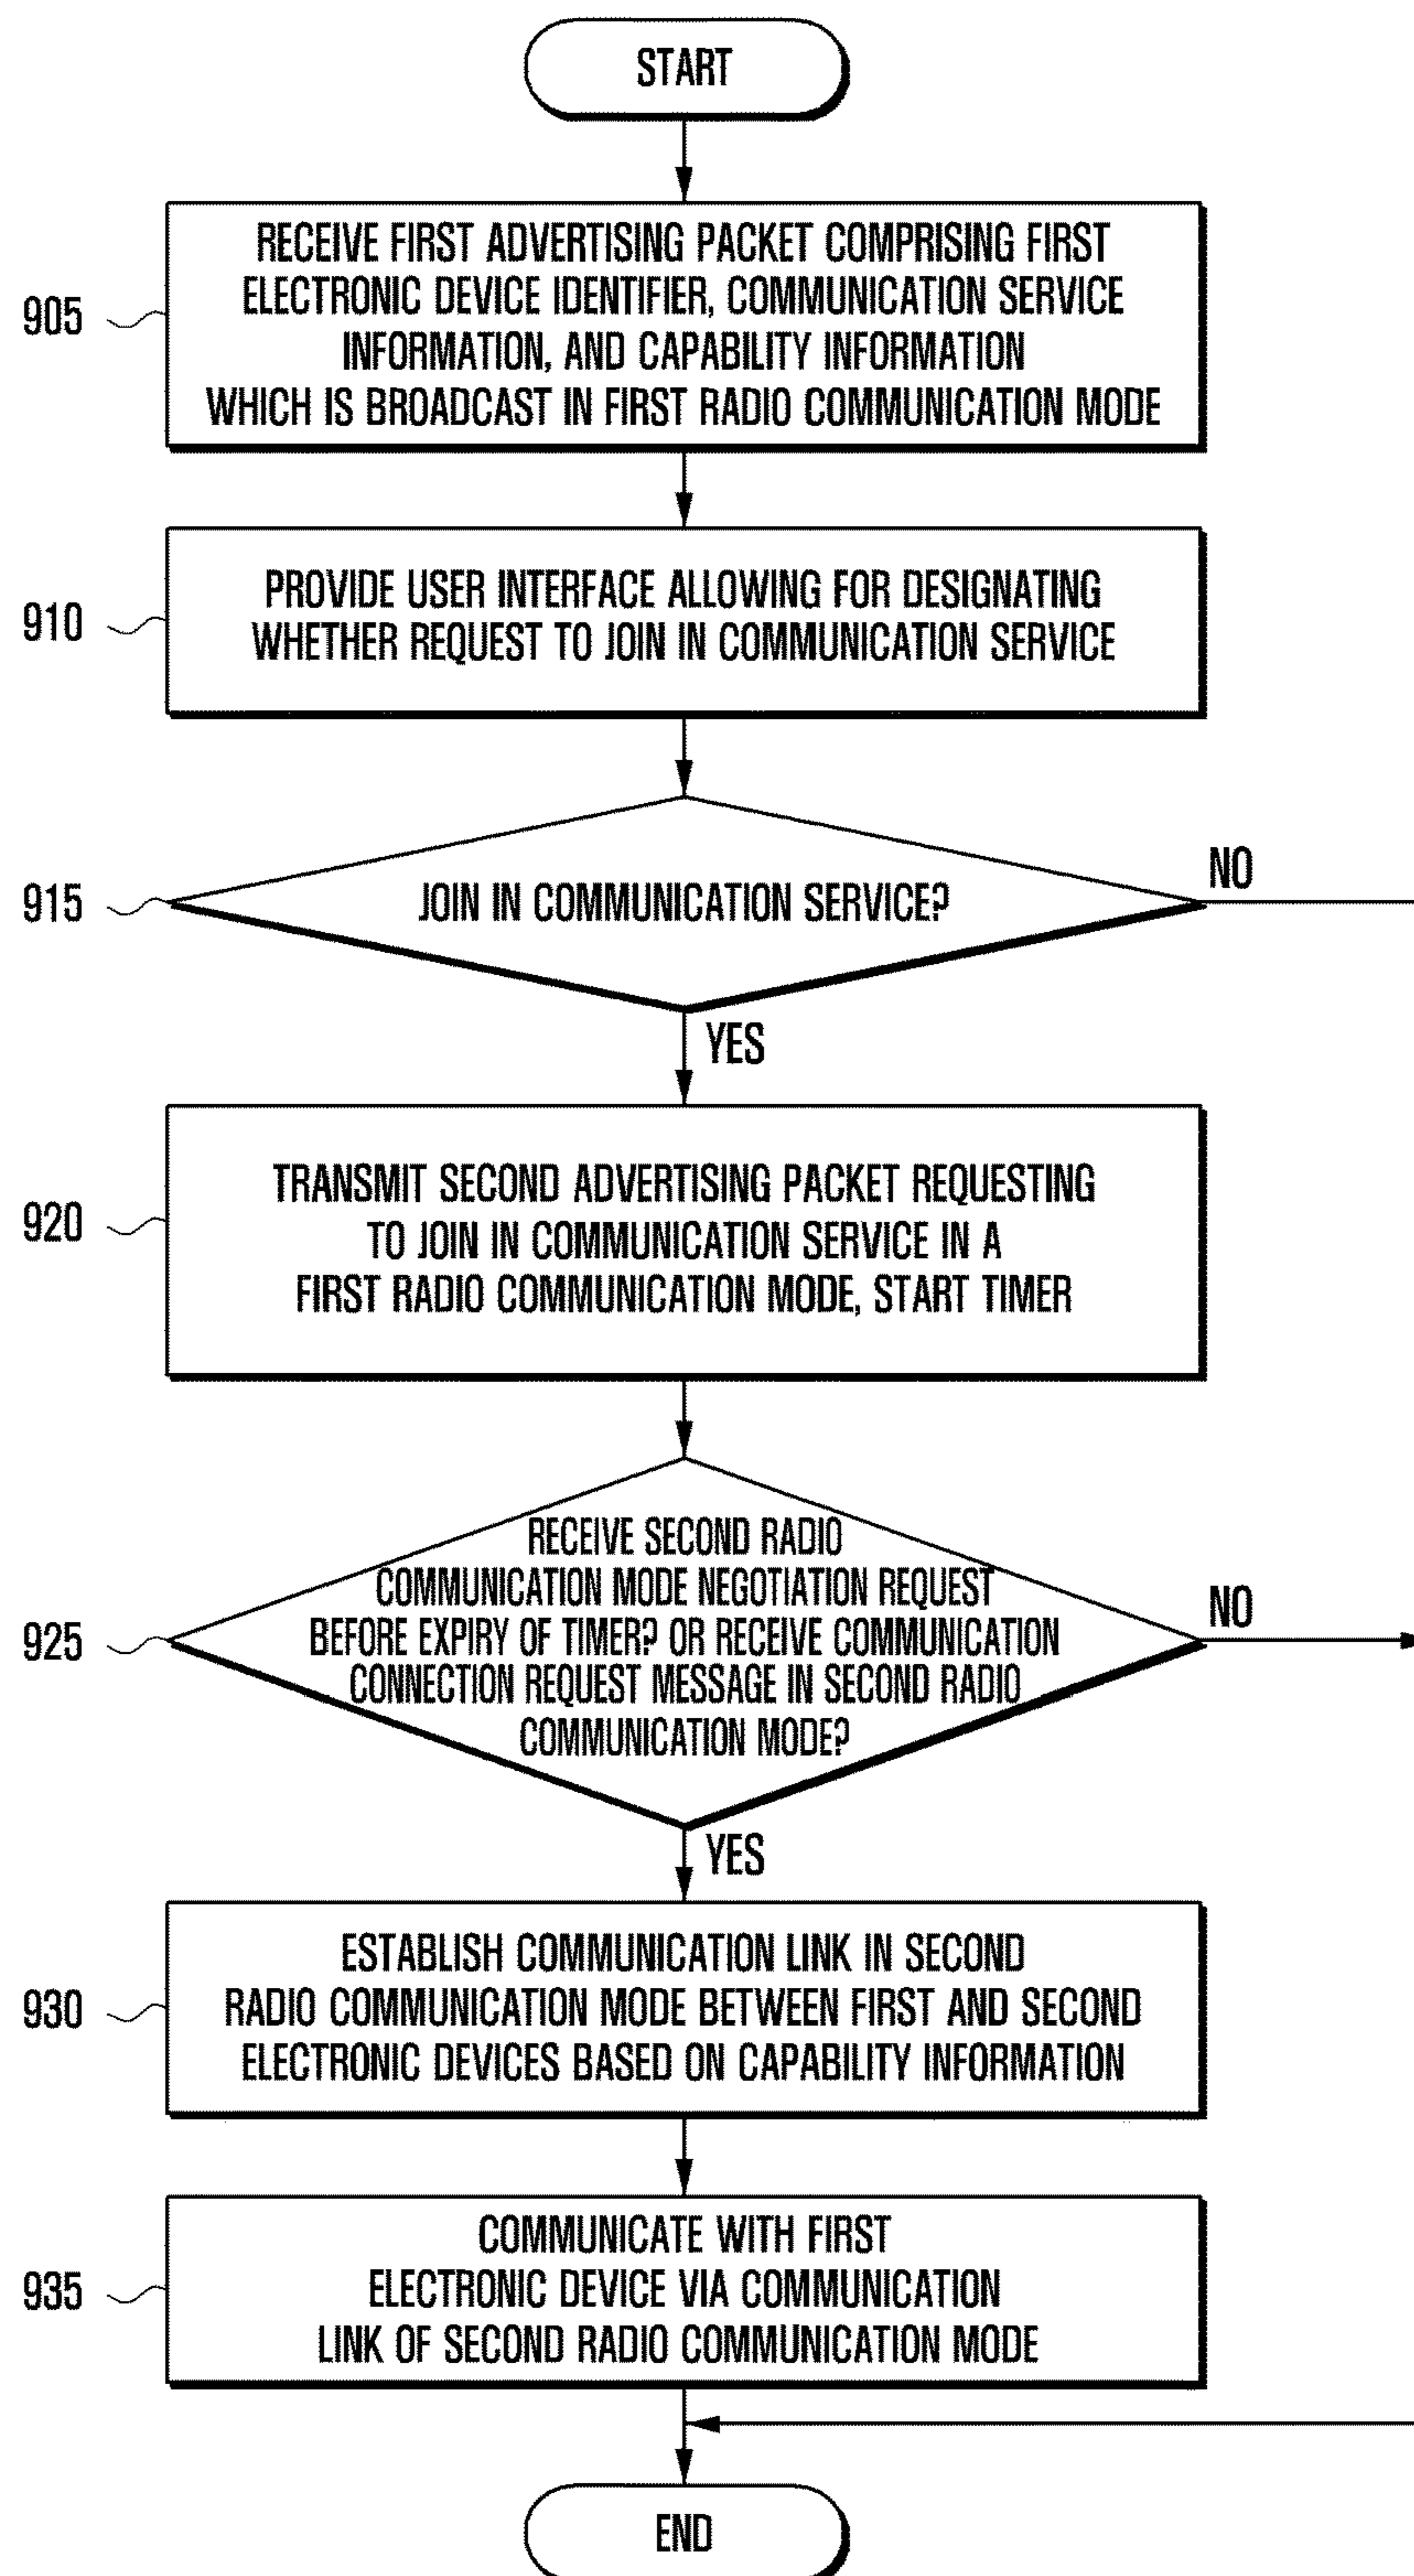 START
905
RECEIVE FIRST ADVERTISING PACKET COMPRISING FIRST
ELECTRONIC DEVICE IDENTIFIER, COMMUNICATION SERVICE
INFORMATION, AND CAPABILITY INFORMATION
WHICH IS BROADCAST IN FIRST RADIO COMMUNICATION MODE
910
PROVIDE USER INTERFACE ALLOWING FOR DESIGNATING
WHETHER REQUEST TO JOIN IN COMMUNICATION SERVICE
915
JOIN IN COMMUNICATION SERVICE?
NO
YES
920
TRANSMIT SECOND ADVERTISING PACKET REQUESTING
TO JOIN IN COMMUNICATION SERVICE IN A
FIRST RADIO COMMUNICATION MODE, START TIMER
925
RECEIVE SECOND RADIO
COMMUNICATION MODE NEGOTIATION REQUEST
BEFORE EXPIRY OF TIMER? OR RECEIVE COMMUNICATION
CONNECTION REQUEST MESSAGE IN SECOND RADIO
COMMUNICATION MODE?
NO
YES
930
ESTABLISH COMMUNICATION LINK IN SECOND
RADIO COMMUNICATION MODE BETWEEN FIRST AND SECOND
ELECTRONIC DEVICES BASED ON CAPABILITY INFORMATION
935
COMMUNICATE WITH FIRST
ELECTRONIC DEVICE VIA COMMUNICATION
LINK OF SECOND RADIO COMMUNICATION MODE
END